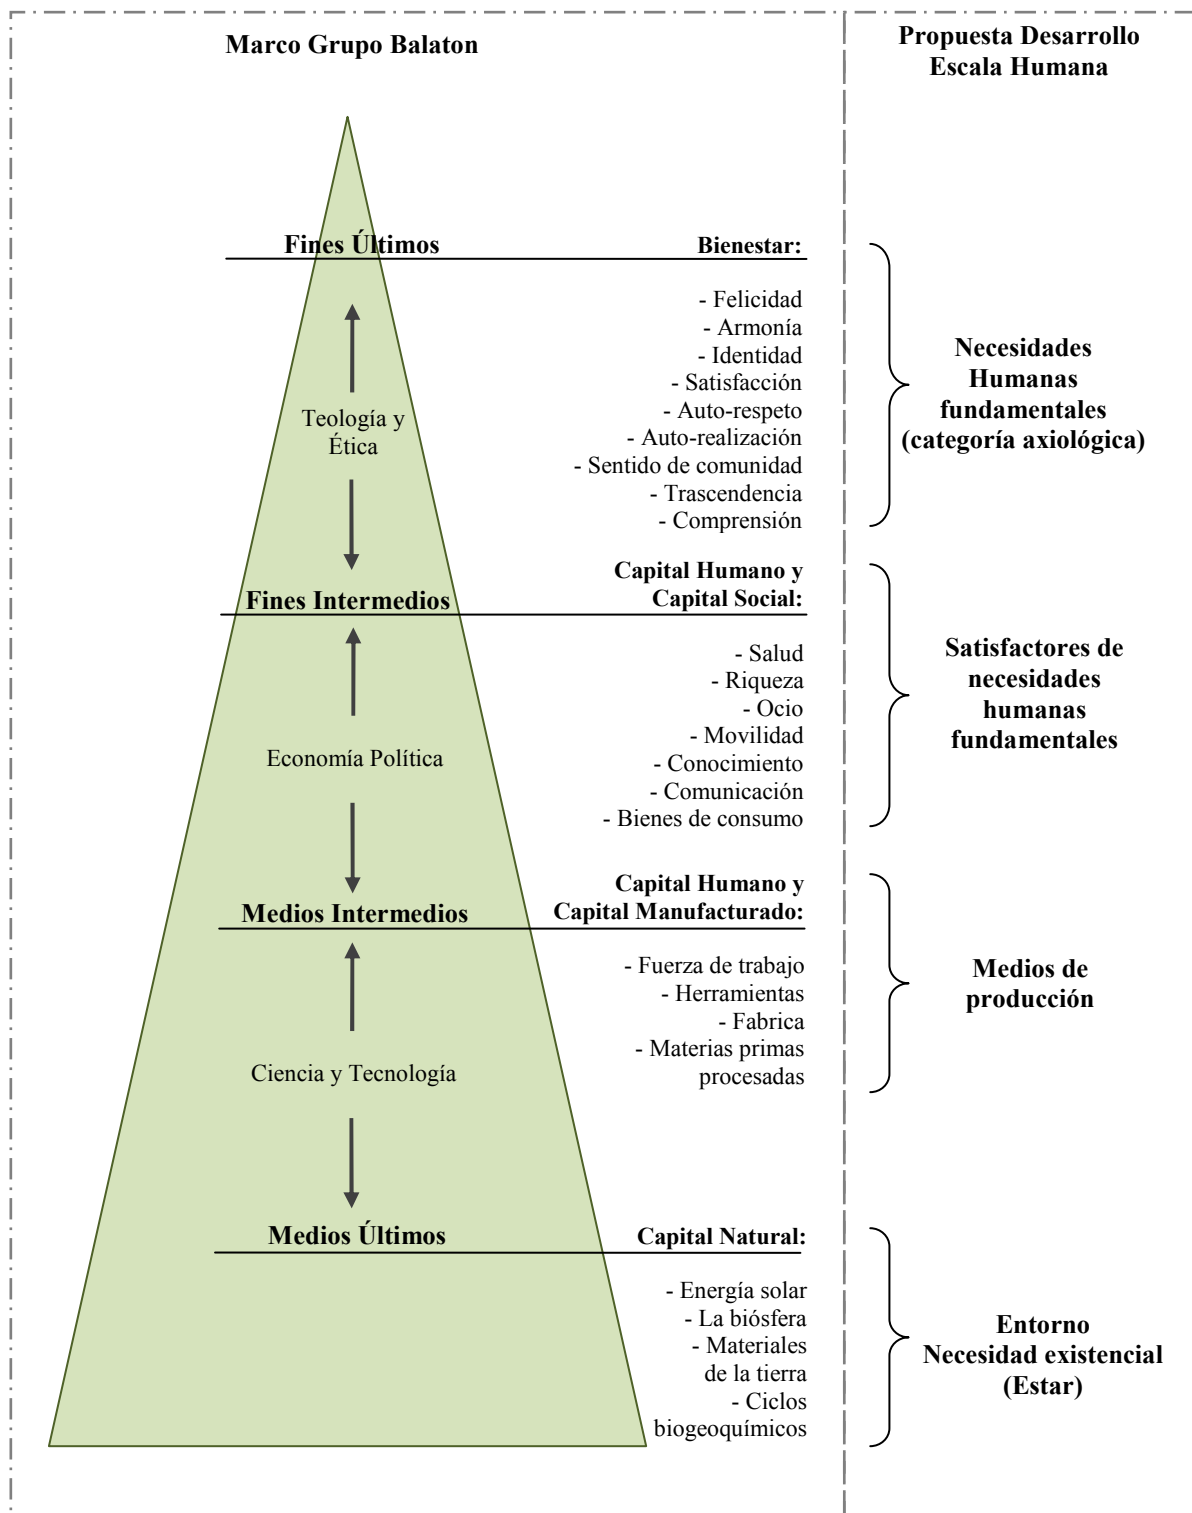 Marco Grupo Balaton
Propuesta Desarrollo
Escala Humana
Fines Últimos
Bienestar:
- Felicidad
- Armonía
- Identidad
- Satisfacción
- Auto-respeto
- Auto-realización
- Sentido de comunidad
- Trascendencia
- Comprensión
Teología y
Ética
Necesidades
Humanas
fundamentales
(categoría axiológica)
Fines Intermedios
Capital Humano y
Capital Social:
- Salud
- Riqueza
- Ocio
- Movilidad
- Conocimiento
- Comunicación
- Bienes de consumo
Economía Política
Satisfactores de
necesidades
humanas
fundamentales
Medios Intermedios
Capital Humano y
Capital Manufacturado:
- Fuerza de trabajo
- Herramientas
- Fabrica
- Materias primas
procesadas
Ciencia y Tecnología
Medios de
producción
Medios Últimos
Capital Natural:
- Energía solar
- La biósfera
- Materiales
de la tierra
- Ciclos
biogeoquímicos
Entorno
Necesidad existencial
(Estar)